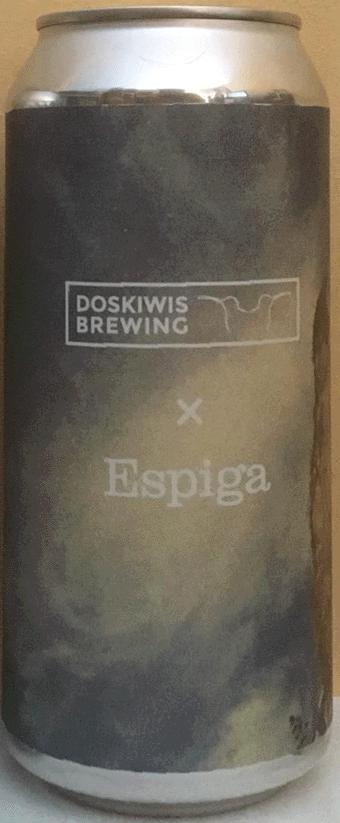 DOSKIWIS
BREWING
×
Espiga